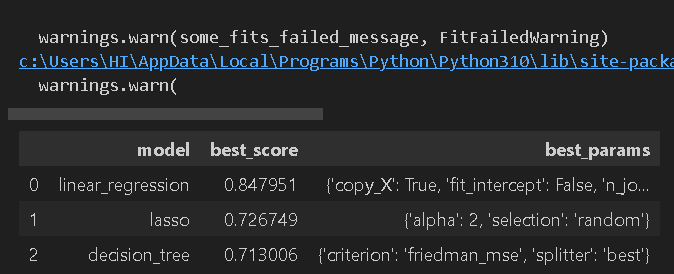 warnings.warn(some_fits_failed_message, FitFailedWarning)
c:\Users\HI\AppData\Local\Programs\Python\Python310\lib\site-packa
warnings.warn(
model best_score best_params
0 linear_regression 0.847951 {'copy_X': True, 'fit_intercept': False, 'n_jo...
1 lasso 0.726749 {'alpha': 2, 'selection': 'random'}
2 decision_tree 0.713006 {'criterion': 'friedman_mse', 'splitter': 'best'}